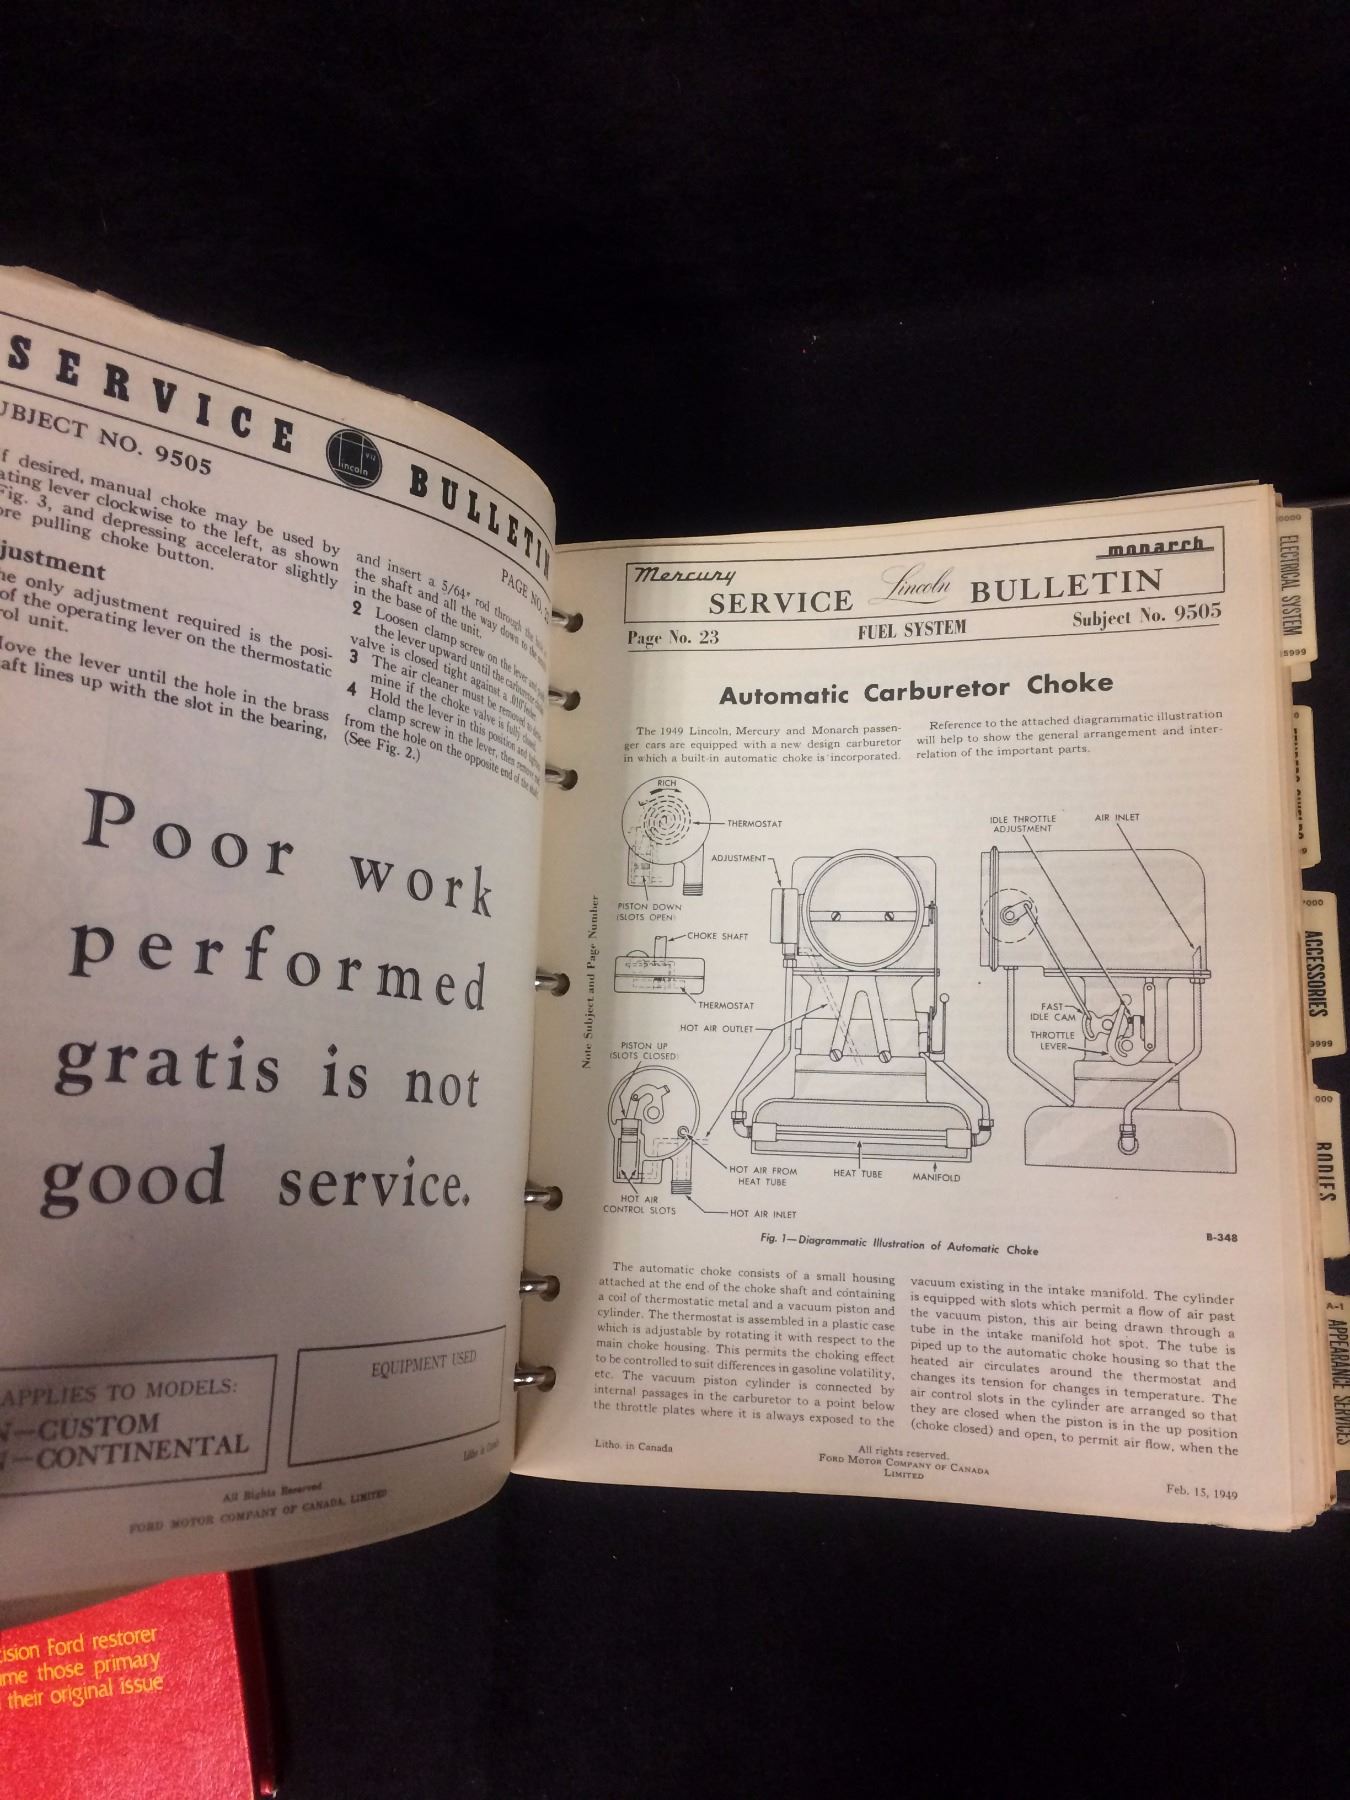 SERVICE BULLETIN
SUBJECT NO. 9505
PAGE NO.
if desired, manual choke may be used by
lever clockwise to the left, as shown
Fig. 3, and depressing accelerator slightly
pulling choke button.
the only adjustment required is the posi-
of the operating lever on the thermostatic
unit.
Move the lever until the hole in the brass
lines up with the slot in the bearing,
and insert a 5/64" rod through the
the shaft and all the way down to the
in the base of the unit.
2 Loosen clamp screw on the lever and
the lever upward until the carburetor
valve is closed tight against a .010"
3 The air cleaner must be removed to
mine if the choke valve is fully closed.
4 Hold the lever in this position and
clamp screw in the lever, then remove
from the hole on the opposite end of the
(See Fig. 2.)
lincoln
V12
Poor work
performed
gratis is not
good service.
APPLIES TO MODELS:
—CUSTOM
—CONTINENTAL
EQUIPMENT USED
Litho in Canada
All Rights Reserved
FORD MOTOR COMPANY OF CANADA, LIMITED
Ford restorer
those primary
their original issue
Mercury
Lincoln
monarch
SERVICE BULLETIN
Page No. 23
FUEL SYSTEM
Subject No. 9505
Automatic Carburetor Choke
The 1949 Lincoln, Mercury and Monarch passen-
ger cars are equipped with a new design carburetor
in which a built-in automatic choke is incorporated.
Reference to the attached diagrammatic illustration
will help to show the general arrangement and inter-
relation of the important parts.
Note Subject and Page Number
RICH
THERMOSTAT
ADJUSTMENT
PISTON DOWN
(SLOTS OPEN)
CHOKE SHAFT
THERMOSTAT
HOT AIR OUTLET
PISTON UP
(SLOTS CLOSED)
HOT AIR FROM
HEAT TUBE
HOT AIR
CONTROL SLOTS
HOT AIR INLET
HEAT TUBE
MANIFOLD
IDLE THROTTLE
ADJUSTMENT
AIR INLET
FAST
IDLE CAM
THROTTLE
LEVER
Fig. 1—Diagrammatic Illustration of Automatic Choke
B-348
The automatic choke consists of a small housing
attached at the end of the choke shaft and containing
a coil of thermostatic metal and a vacuum piston and
cylinder. The thermostat is assembled in a plastic case
which is adjustable by rotating it with respect to the
main choke housing. This permits the choking effect
to be controlled to suit differences in gasoline volatility,
etc. The vacuum piston cylinder is connected by
internal passages in the carburetor to a point below
the throttle plates where it is always exposed to the
vacuum existing in the intake manifold. The cylinder
is equipped with slots which permit a flow of air past
the vacuum piston, this air being drawn through a
tube in the intake manifold hot spot. The tube is
piped up to the automatic choke housing so that the
heated air circulates around the thermostat and
changes its tension for changes in temperature. The
air control slots in the cylinder are arranged so that
they are closed when the piston is in the up position
(choke closed) and open, to permit air flow, when the
Litho. in Canada
All rights reserved.
FORD MOTOR COMPANY OF CANADA
LIMITED
Feb. 15, 1949
ELECTRICAL SYSTEM
ACCESSORIES
9999
BODIES
A-1
APPEARANCE SERVICES